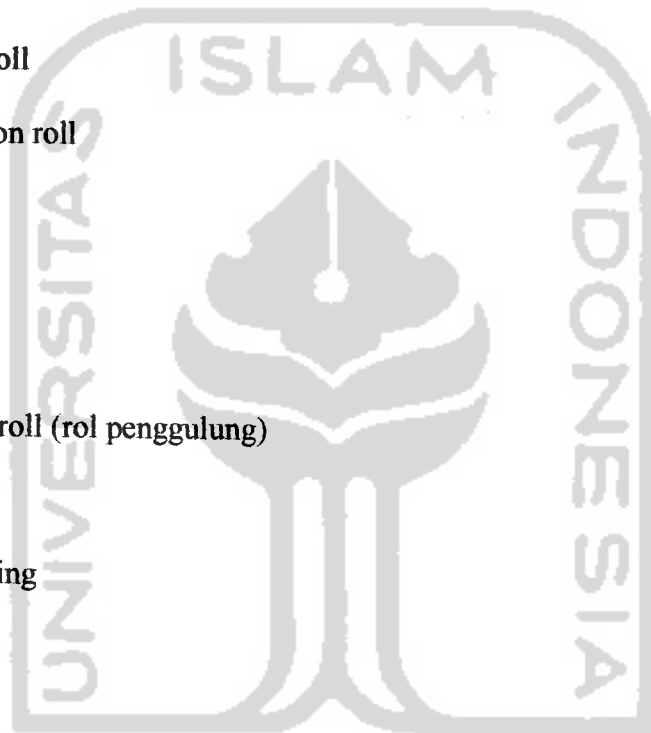 oll
ISLAM
on roll
UNIVERSITAS
INDONESIA
roll (rol penggulung)
ing